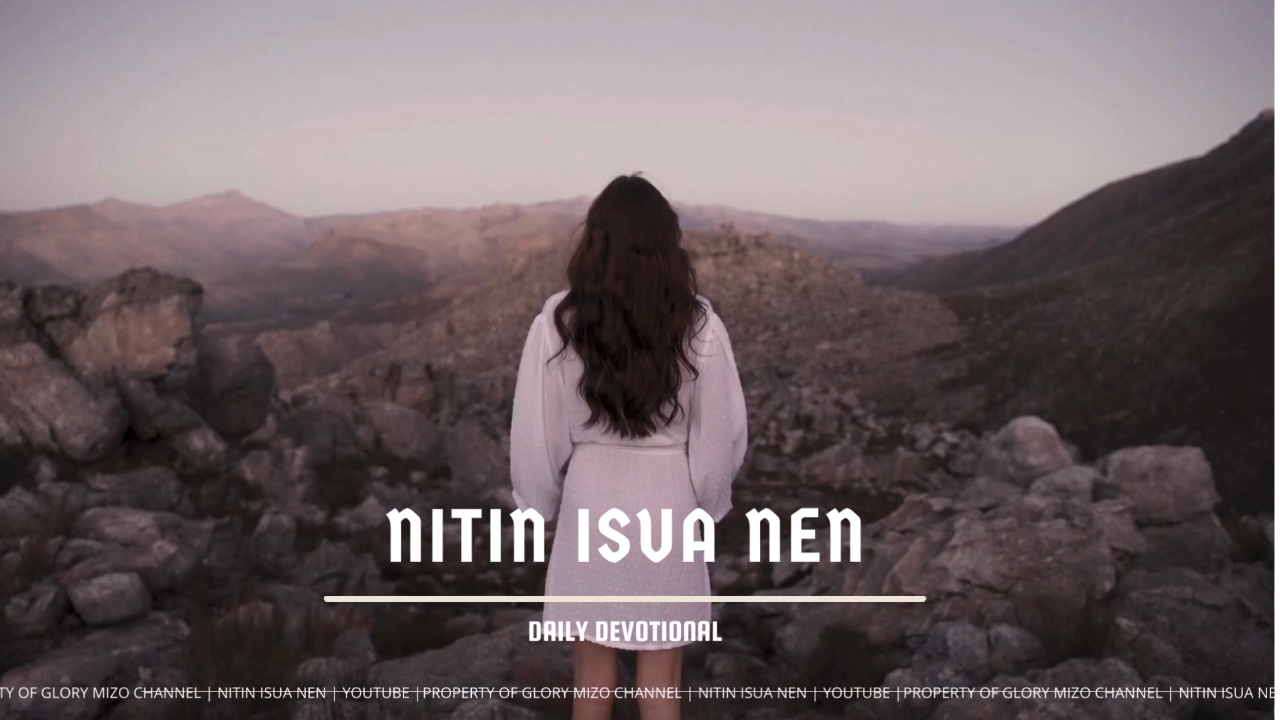 NITIN ISUA NEN
DAILY DEVOTIONAL
TY OF GLORY MIZO CHANNEL | NITIN ISUA NEN | YOUTUBE |PROPERTY OF GLORY MIZO CHANNEL | NITIN ISUA NEN | YOUTUBE |PROPERTY OF GLORY MIZO CHANNEL | NITIN ISUA NE